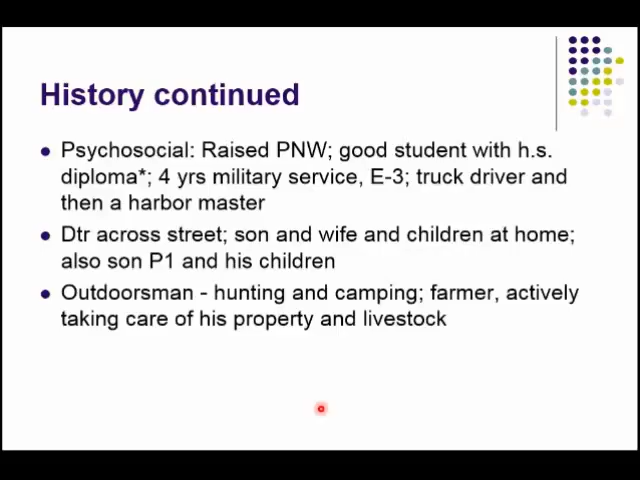 History continued
Psychosocial: Raised PNW; good student with h.s.
diploma*; 4 yrs military service, E-3; truck driver and
then a harbor master
Dtr across street; son and wife and children at home;
also son P1 and his children
Outdoorsman - hunting and camping; farmer, actively
taking care of his property and livestock